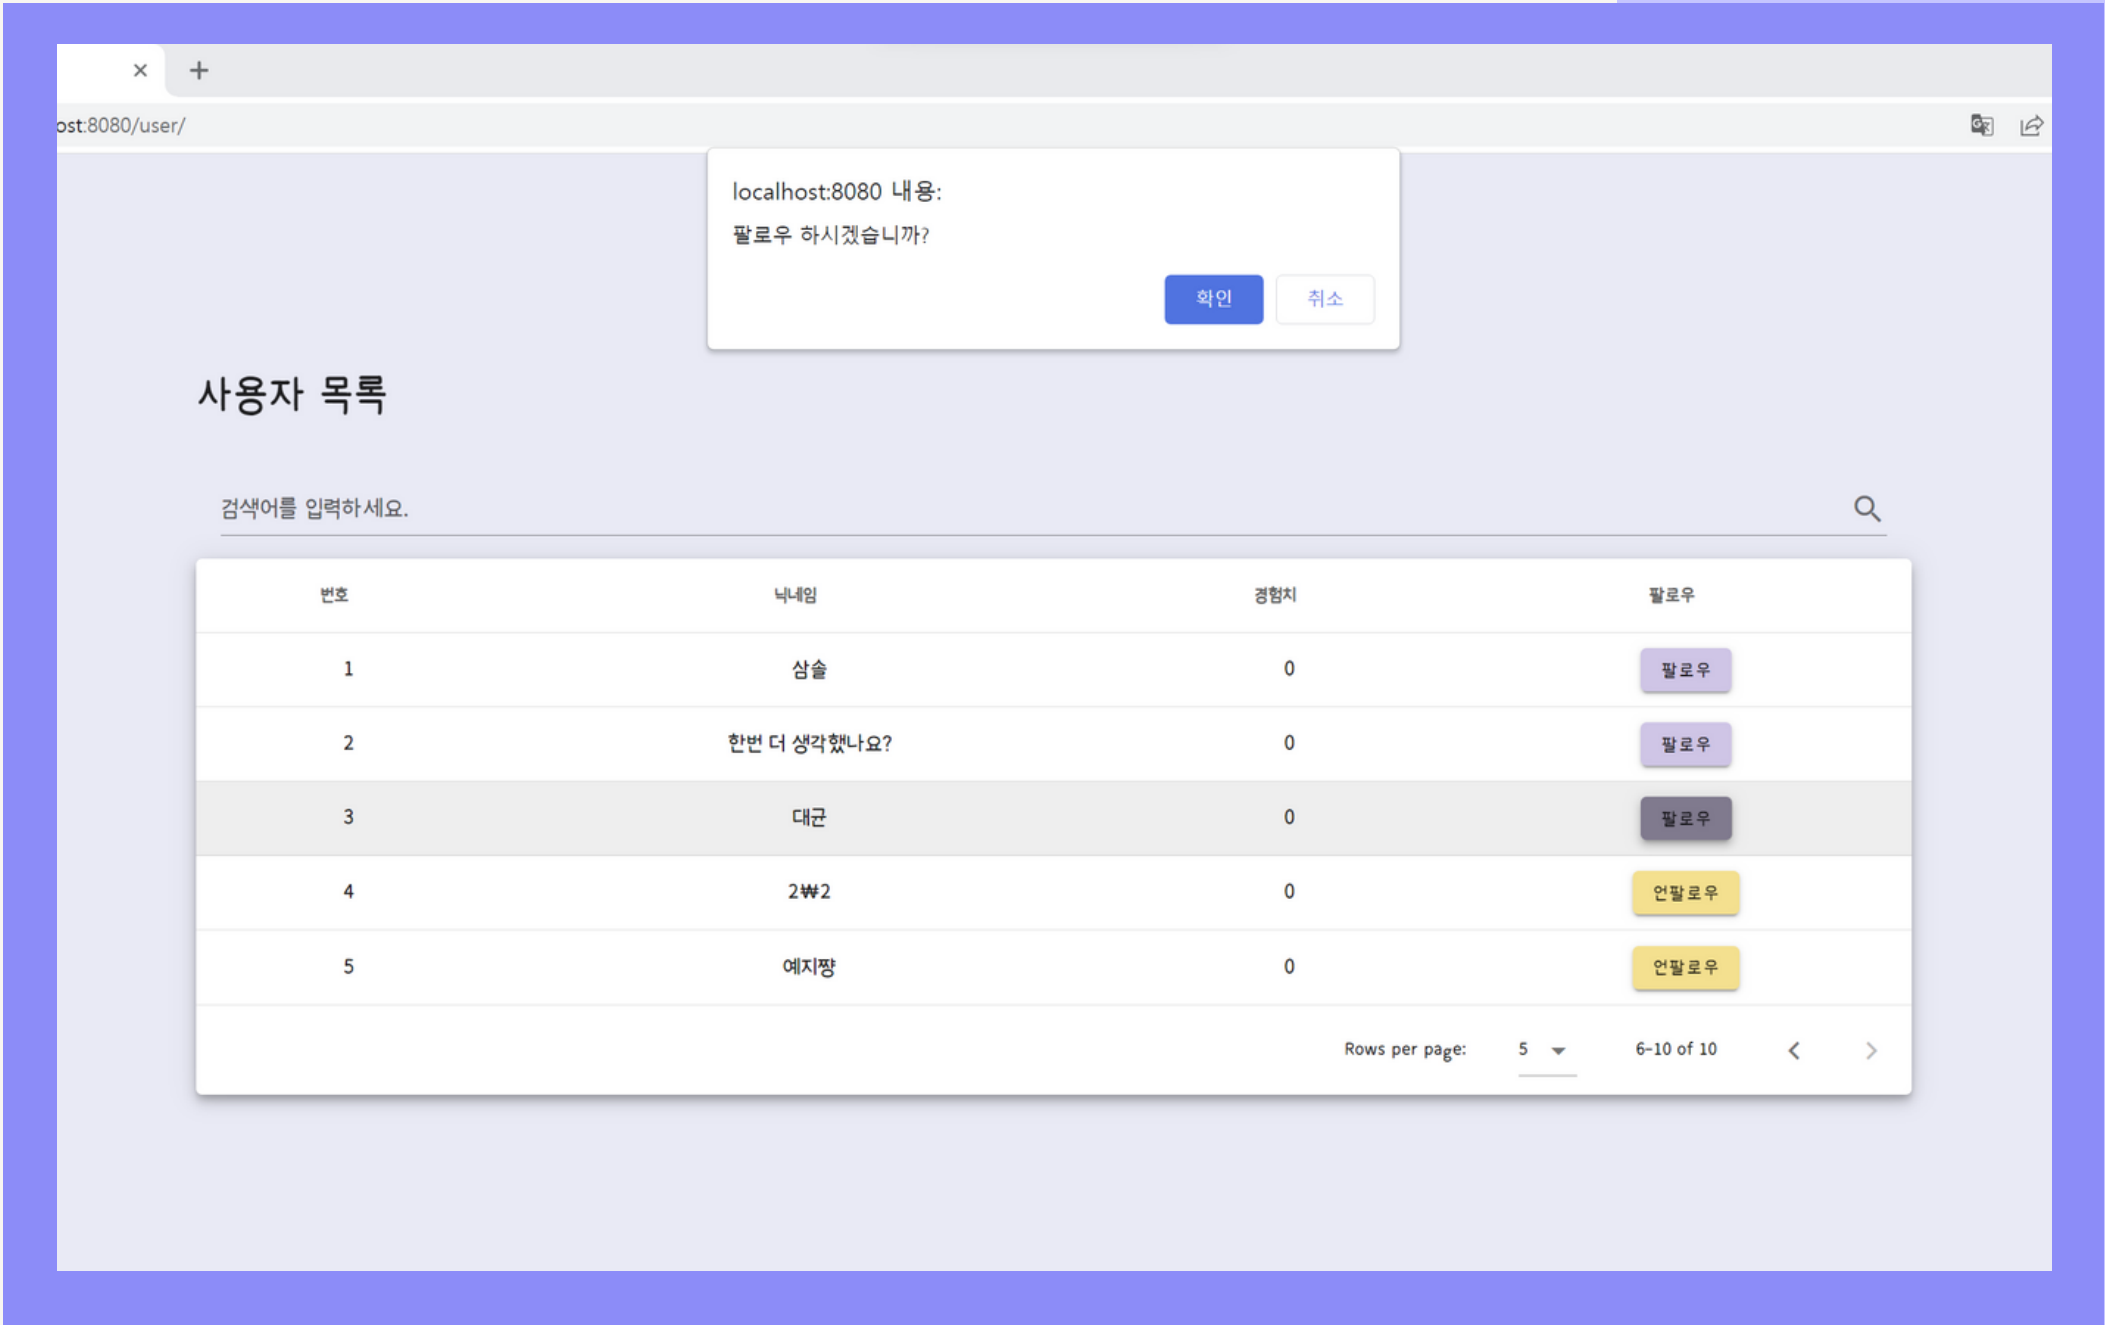 ost:8080/user/
localhost:8080 내용:
팔로우 하시겠습니까?
확인 취소
사용자 목록
검색어를 입력하세요.
번호 닉네임 경험치 팔로우
1 삼솔 0 팔로우
2 한번 더 생각했나요? 0 팔로우
3 대균 0 팔로우
4 2₩2 0 언팔로우
5 예지쨩 0 언팔로우
Rows per page: 5 6-10 of 10